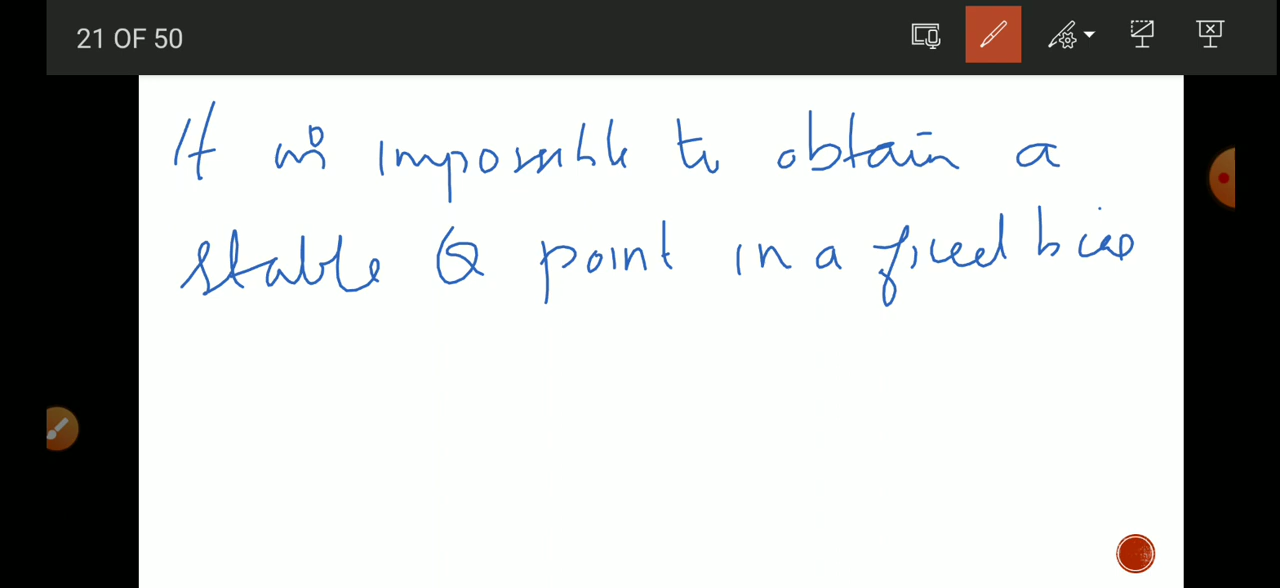 21 OF 50
It is impossible to obtain a
stable Q point in a fixed bias